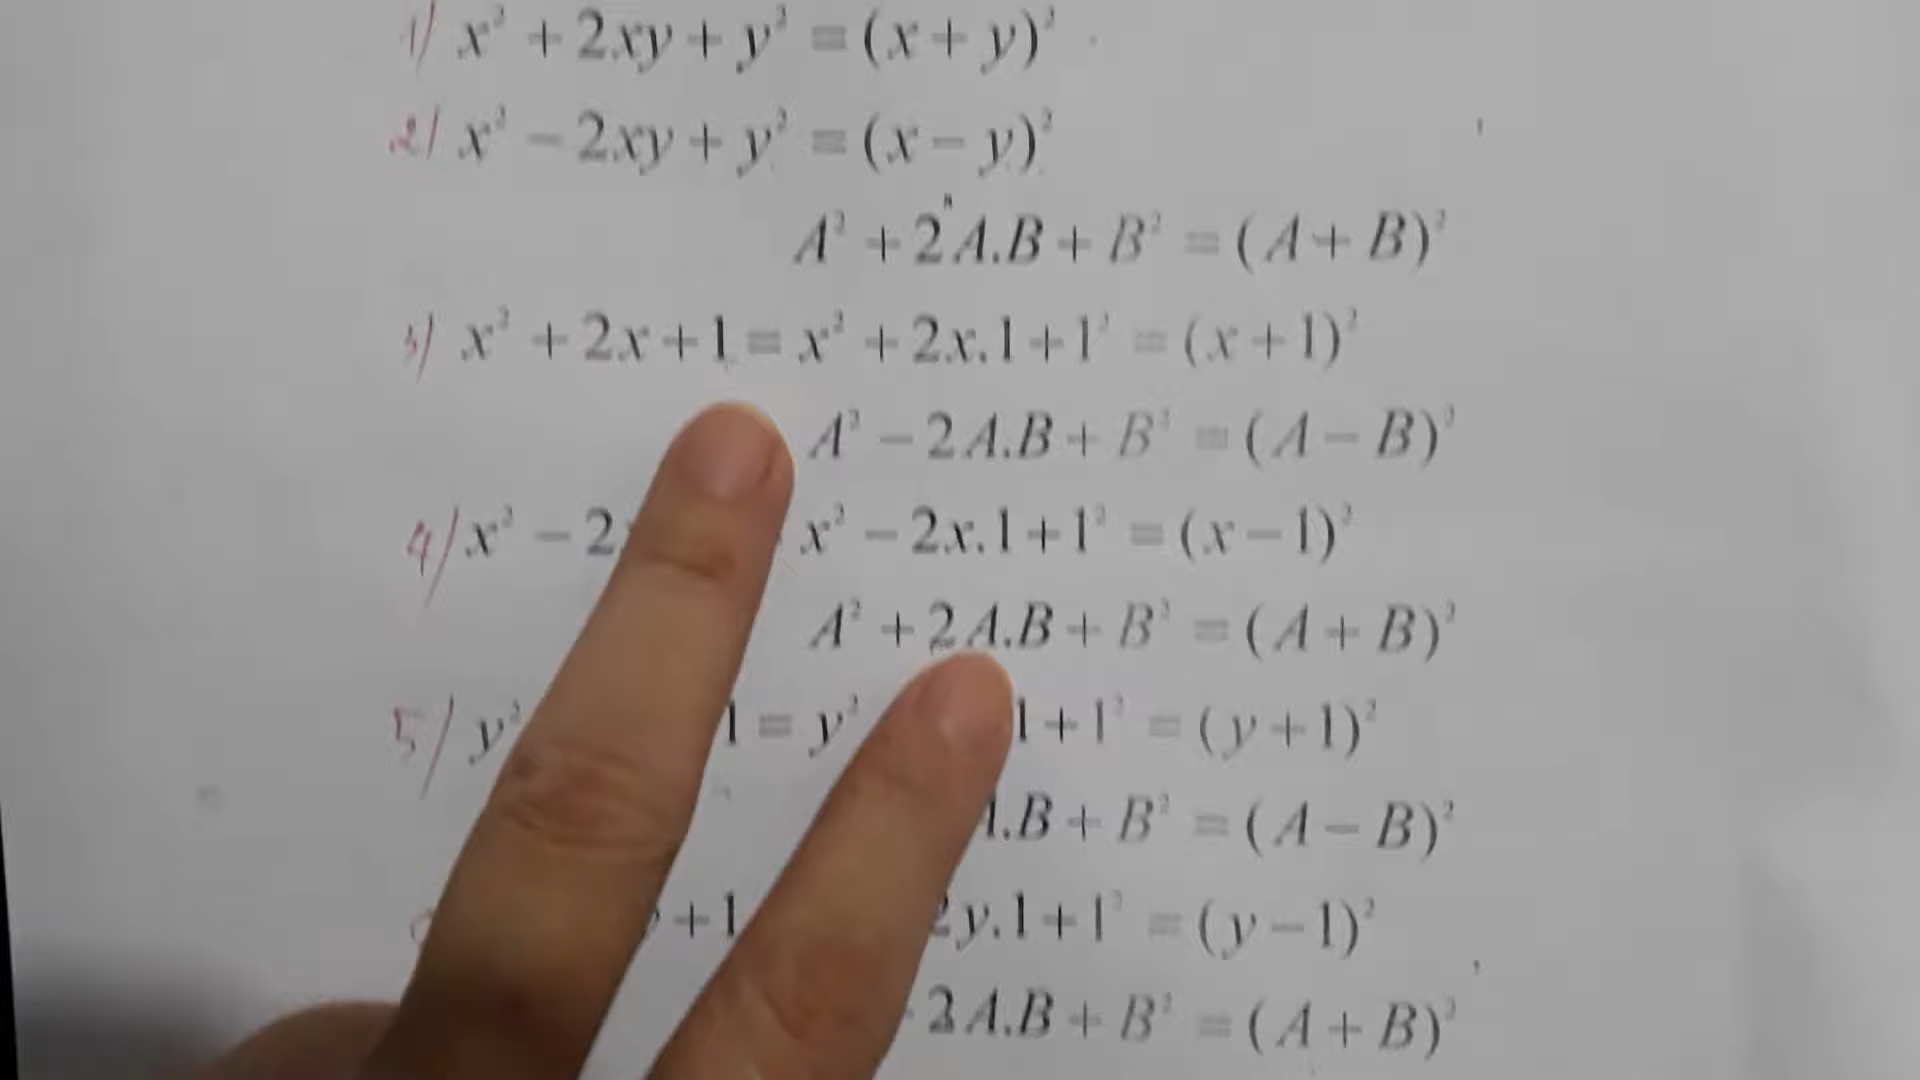 1/ x² + 2xy + y² = (x + y)²
2/ x² − 2xy + y² = (x − y)²
A² + 2A.B + B² = (A + B)²
3/ x² + 2x + 1 = x² + 2x.1 + 1² = (x + 1)²
A² − 2A.B + B² = (A − B)²
4/ x² − 2 x² − 2x.1 + 1² = (x − 1)²
A² + 2A.B + B² = (A + B)²
5/ y² 1 = y² 1 + 1² = (y + 1)²
.B + B² = (A − B)²
+ 1 2y.1 + 1² = (y − 1)²
2A.B + B² = (A + B)²